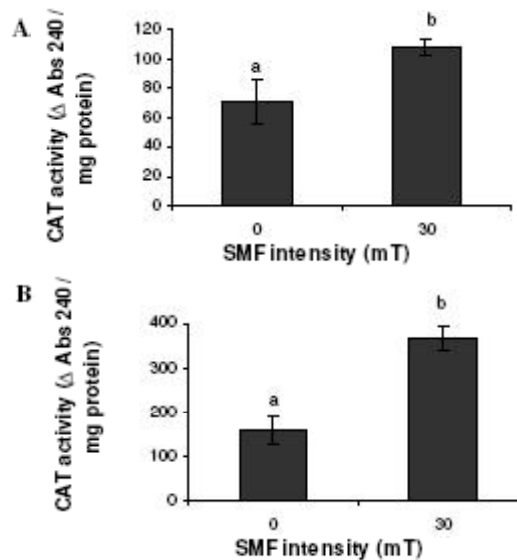 A
CAT activity (Δ Abs 240 /
mg protein)
120
100
80
60
40
20
0
a
b
0
30
SMF intensity (mT)
B
CAT activity (Δ Abs 240 /
mg protein)
400
300
200
100
0
a
b
0
30
SMF intensity (mT)